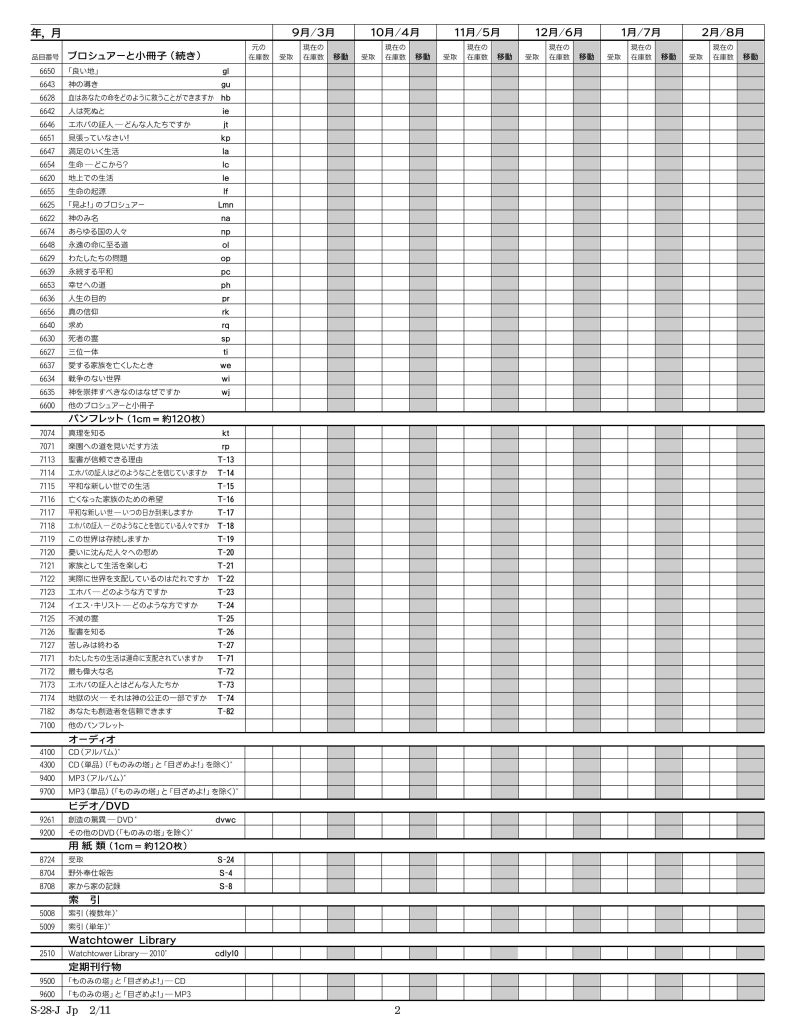 年, 月 9月/3月 10月/4月 11月/5月 12月/6月 1月/7月 2月/8月
品目番号 ブロシュアーと小冊子（続き） 元の在庫数 受取 現在の在庫数 移動 受取 現在の在庫数 移動 受取 現在の在庫数 移動 受取 現在の在庫数 移動 受取 現在の在庫数 移動 受取 現在の在庫数 移動
6650 「良い地」 gl
6643 神の導き gu
6628 血はあなたの命をどのように救うことができますか hb
6642 人は死ぬと ie
6646 エホバの証人 ― どんな人たちですか jt
6651 見張っていなさい! kp
6647 満足のいく生活 la
6654 生命 ― どこから? lc
6620 地上での生活 le
6655 生命の起源 lf
6625 「見よ!」のブロシュアー Lmn
6622 神のみ名 na
6674 あらゆる国の人々 np
6648 永遠の命に至る道 ol
6629 わたしたちの問題 op
6639 永続する平和 pc
6653 幸せへの道 ph
6636 人生の目的 pr
6656 真の信仰 rk
6640 求め rq
6630 死者の霊 sp
6627 三位一体 ti
6637 愛する家族を亡くしたとき we
6634 戦争のない世界 wi
6635 神を崇拝すべきなのはなぜですか wj
6600 他のブロシュアーと小冊子
パンフレット（1cm＝約120枚）
7074 真理を知る kt
7071 楽園への道を見いだす方法 rp
7113 聖書が信頼できる理由 T-13
7114 エホバの証人はどのようなことを信じていますか T-14
7115 平和な新しい世での生活 T-15
7116 亡くなった家族のための希望 T-16
7117 平和な新しい世 ― いつの日か到来しますか T-17
7118 エホバの証人 ― どのようなことを信じている人々ですか T-18
7119 この世界は存続しますか T-19
7120 憂いに沈んだ人々への慰め T-20
7121 家族として生活を楽しむ T-21
7122 実際に世界を支配しているのはだれですか T-22
7123 エホバ ― どのような方ですか T-23
7124 イエス・キリスト ― どのような方ですか T-24
7125 不滅の霊 T-25
7126 聖書を知る T-26
7127 苦しみは終わる T-27
7171 わたしたちの生活は運命に支配されていますか T-71
7172 最も偉大な名 T-72
7173 エホバの証人とはどんな人たちか T-73
7174 地獄の火 ― それは神の公正の一部ですか T-74
7182 あなたも創造者を信頼できます T-82
7100 他のパンフレット
オーディオ
4100 CD（アルバム）*
4300 CD（単品）（「ものみの塔」と「目ざめよ!」を除く）*
9400 MP3（アルバム）*
9700 MP3（単品）（「ものみの塔」と「目ざめよ!」を除く）*
ビデオ/DVD
9261 創造の驚異 ― DVD* dvwc
9200 その他のDVD（「ものみの塔」を除く）*
用 紙 類（1cm＝約120枚）
8724 受取 S-24
8704 野外奉仕報告 S-4
8708 家から家の記録 S-8
索 引
5008 索引（複数年）*
5009 索引（単年）*
Watchtower Library
2510 Watchtower Library ― 2010* cdlyl0
定期刊行物
9500 「ものみの塔」と「目ざめよ!」― CD
9600 「ものみの塔」と「目ざめよ!」― MP3
S-28-J Jp 2/11 2